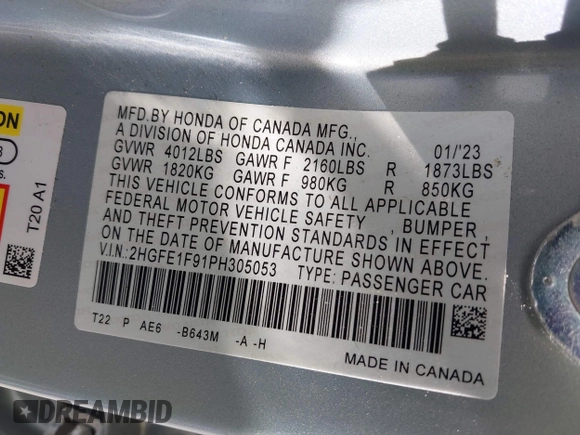 ON
3
T20 A1
MFD.BY HONDA OF CANADA MFG.,
A DIVISION OF HONDA CANADA INC. 01/'23
GVWR 4012LBS GAWR F 2160LBS R 1873LBS
GVWR 1820KG GAWR F 980KG R 850KG
THIS VEHICLE CONFORMS TO ALL APPLICABLE
FEDERAL MOTOR VEHICLE SAFETY , BUMPER,
AND THEFT PREVENTION STANDARDS IN EFFECT
ON THE DATE OF MANUFACTURE SHOWN ABOVE.
V.I.N.:2HGFE1F91PH305053 TYPE: PASSENGER CAR
T22 P AE6 -B643M -A -H
MADE IN CANADA
DREAMBID